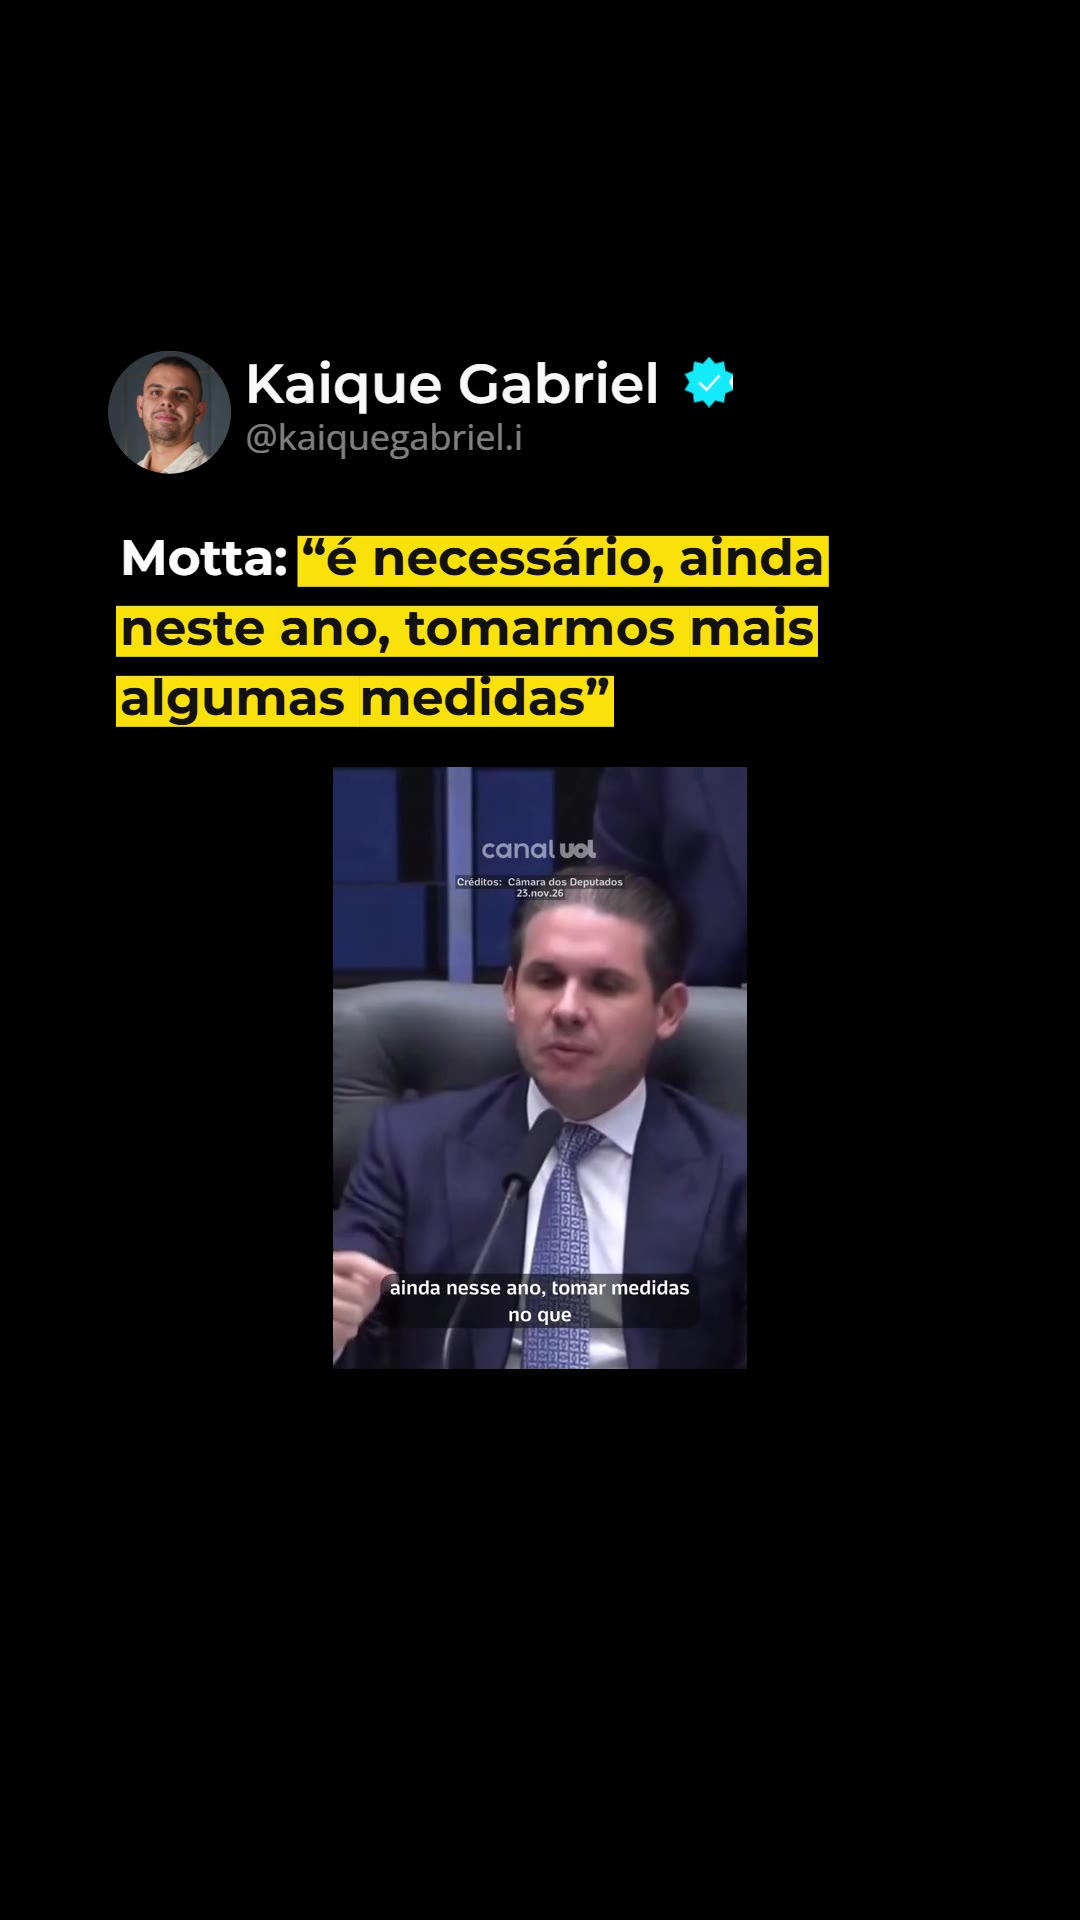 Kaique Gabriel
@kaiquegabriel.i
Motta: “é necessário, ainda
neste ano, tomarmos mais
algumas medidas”
canal uol
Créditos: Câmara dos Deputados
23.nov.26
ainda nesse ano, tomar medidas
no que